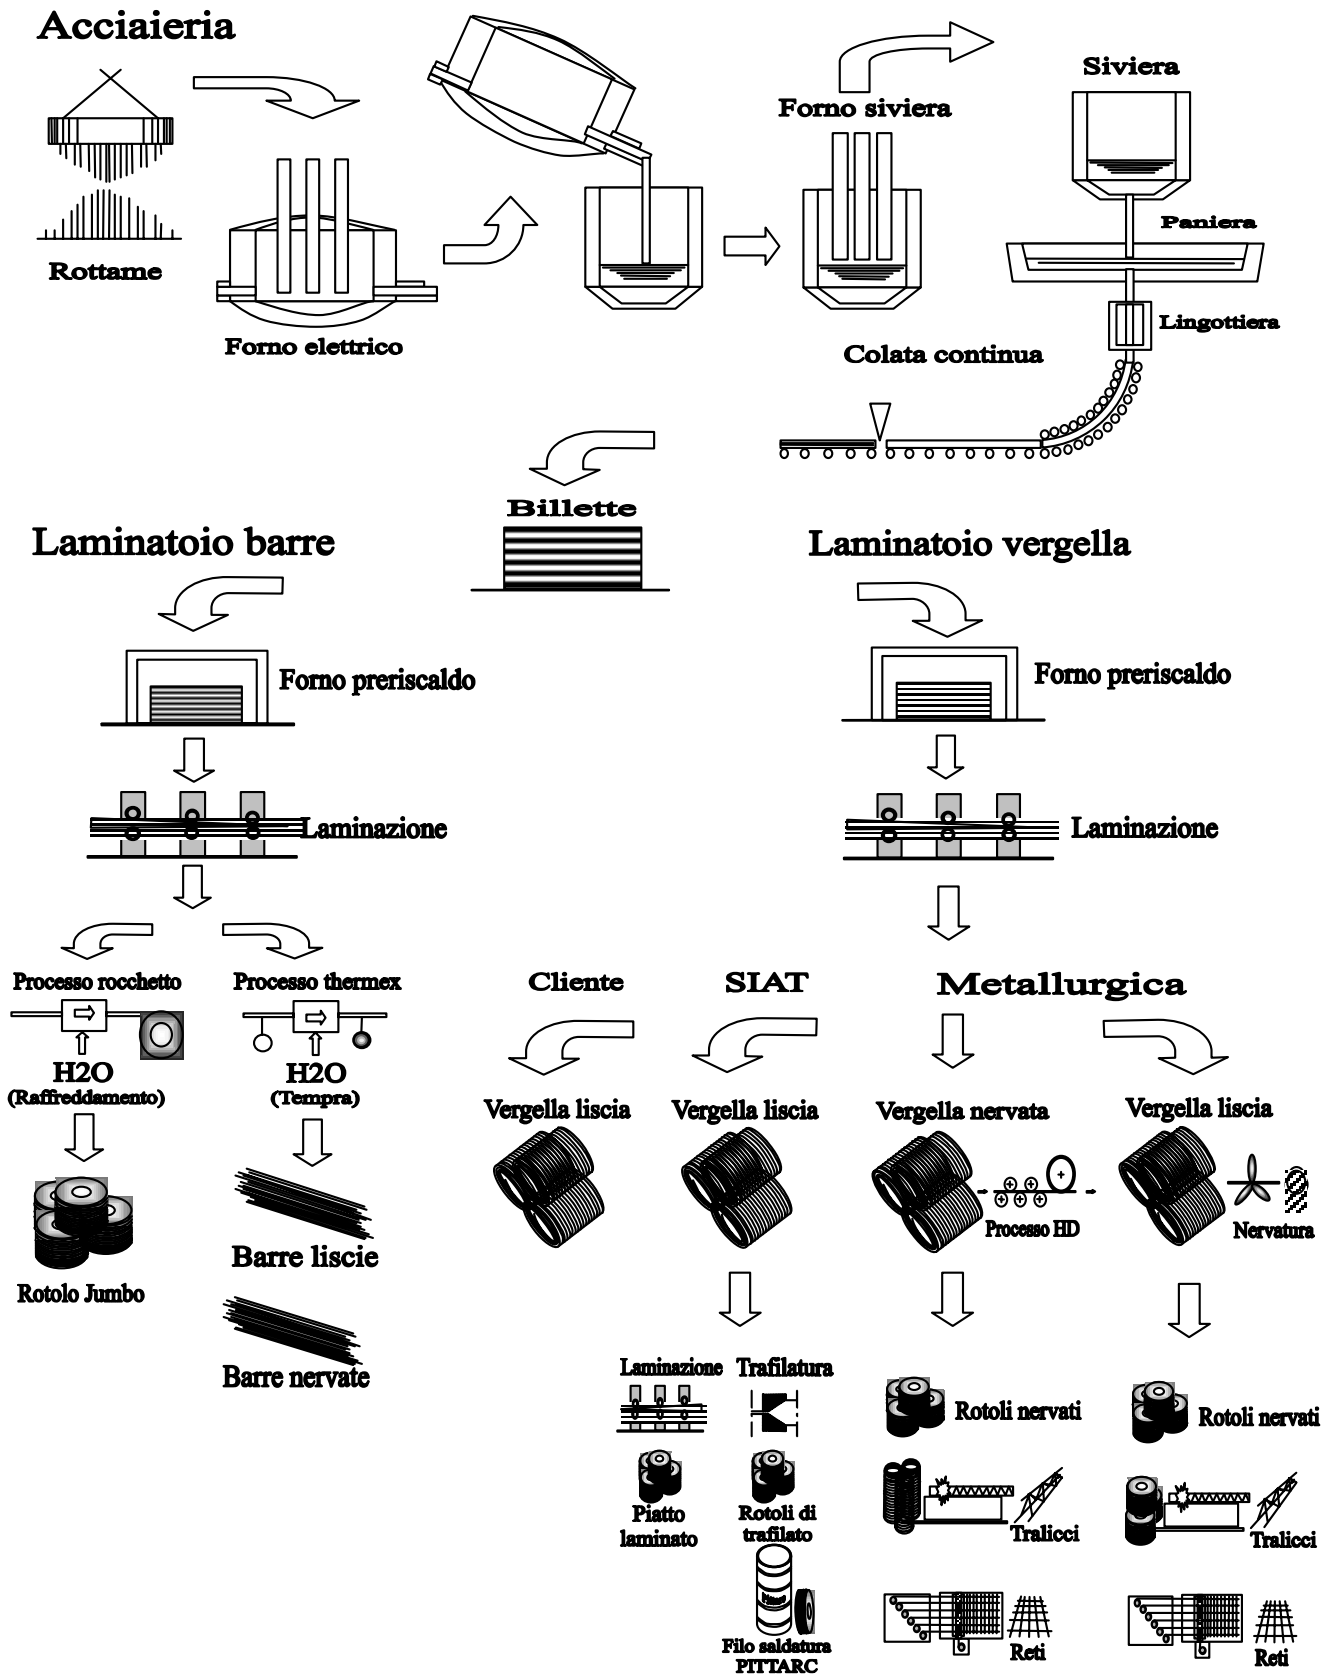 Acciaieria
Siviera
Forno siviera
Paniera
Rottame
Lingottiera
Forno elettrico
Colata continua
Billette
Laminatoio barre
Laminatoio vergella
Forno preriscaldo
Forno preriscaldo
Laminazione
Laminazione
Processo rocchetto
Processo thermex
Cliente
SIAT
Metallurgica
H2O
(Raffreddamento)
H2O
(Tempra)
Vergella liscia
Vergella liscia
Vergella nervata
Vergella liscia
Processo HD
Nervatura
Barre liscie
Rotolo Jumbo
Barre nervate
Laminazione
Trafilatura
Rotoli nervati
Rotoli nervati
Piatto
laminato
Rotoli di
trafilato
Tralicci
Tralicci
Filo saldatura
PITTARC
Reti
Reti